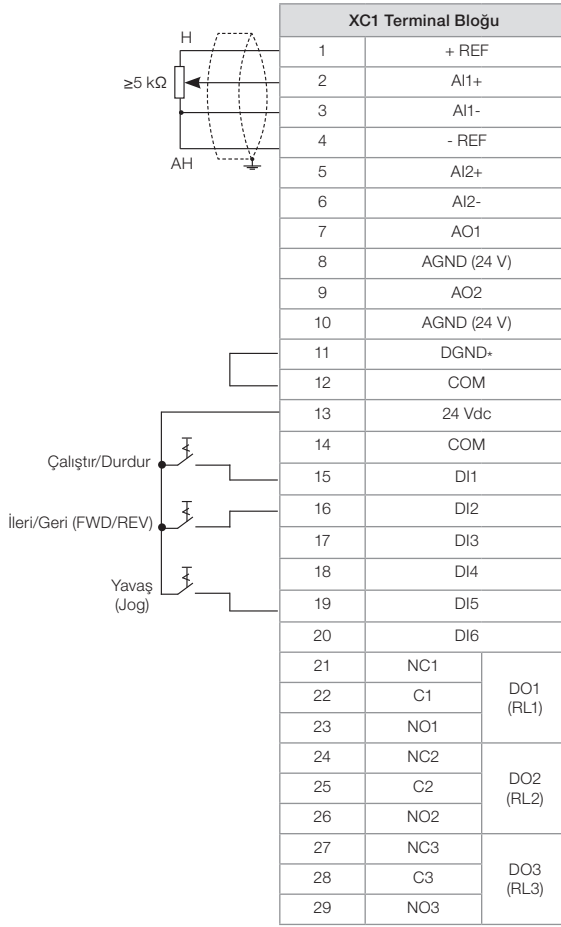 XC1 Terminal Bloğu
H
≥5 kΩ
AH
1 + REF
2 AI1+
3 AI1-
4 - REF
5 AI2+
6 AI2-
7 AO1
8 AGND (24 V)
9 AO2
10 AGND (24 V)
11 DGND*
12 COM
13 24 Vdc
14 COM
Çalıştır/Durdur
15 DI1
İleri/Geri (FWD/REV)
16 DI2
17 DI3
18 DI4
Yavaş
(Jog)
19 DI5
20 DI6
21 NC1
22 C1
23 NO1
DO1
(RL1)
24 NC2
25 C2
26 NO2
DO2
(RL2)
27 NC3
28 C3
29 NO3
DO3
(RL3)